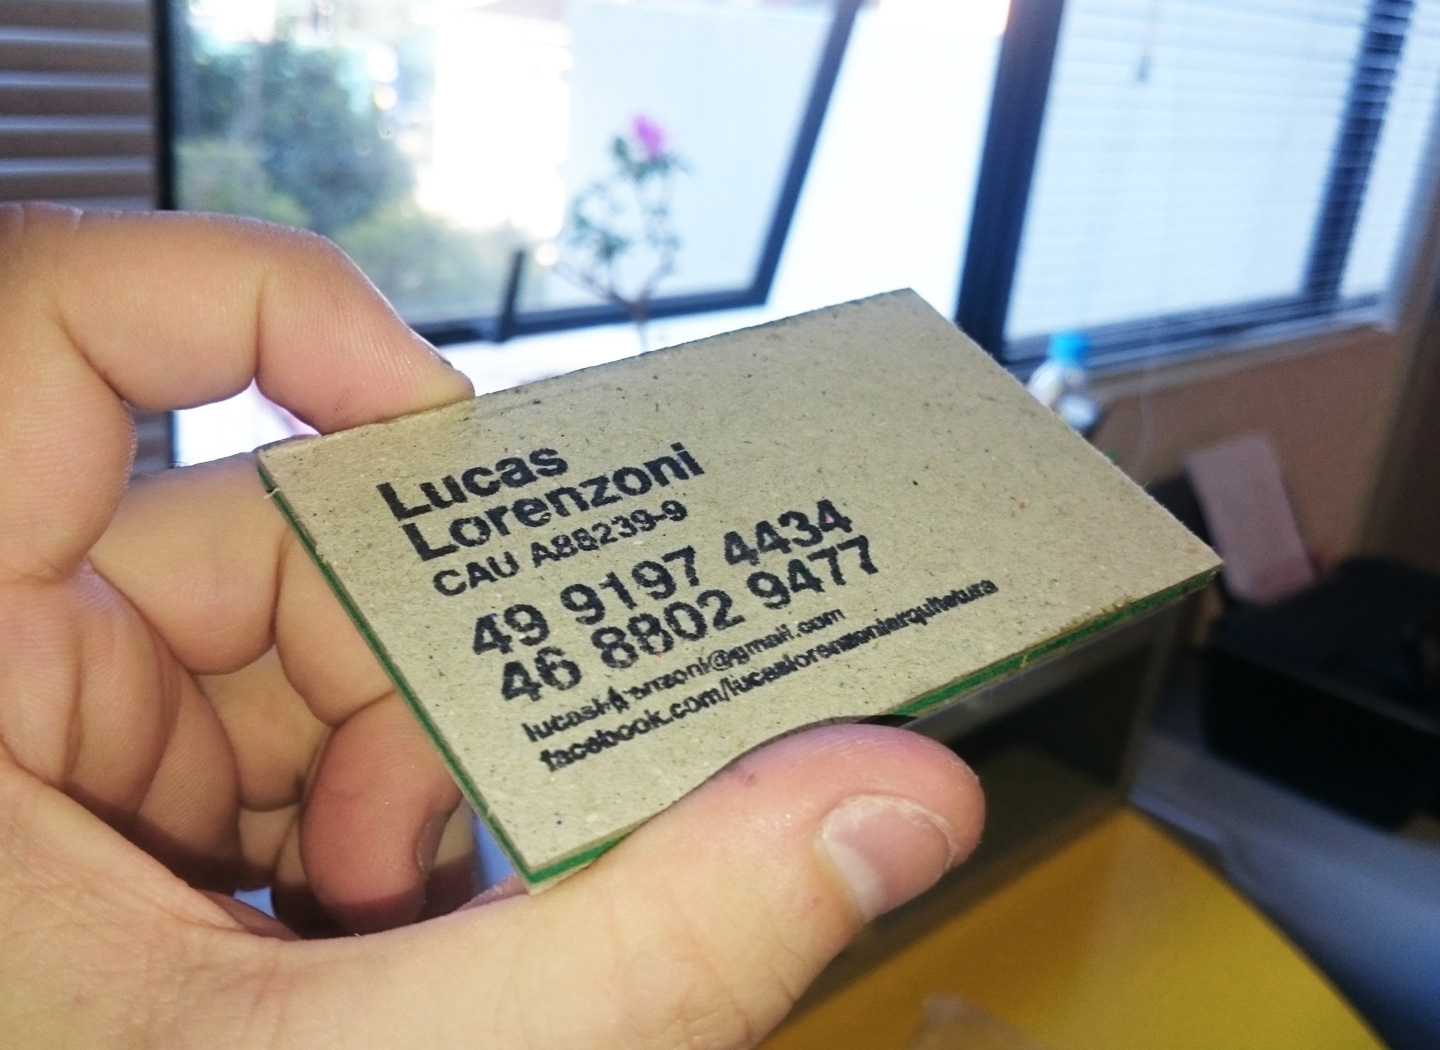 Lucas
Lorenzoni
CAU A88239-9
49 9197 4434
46 8802 9477
facebook.com/lucaslorenzoniarquitetura